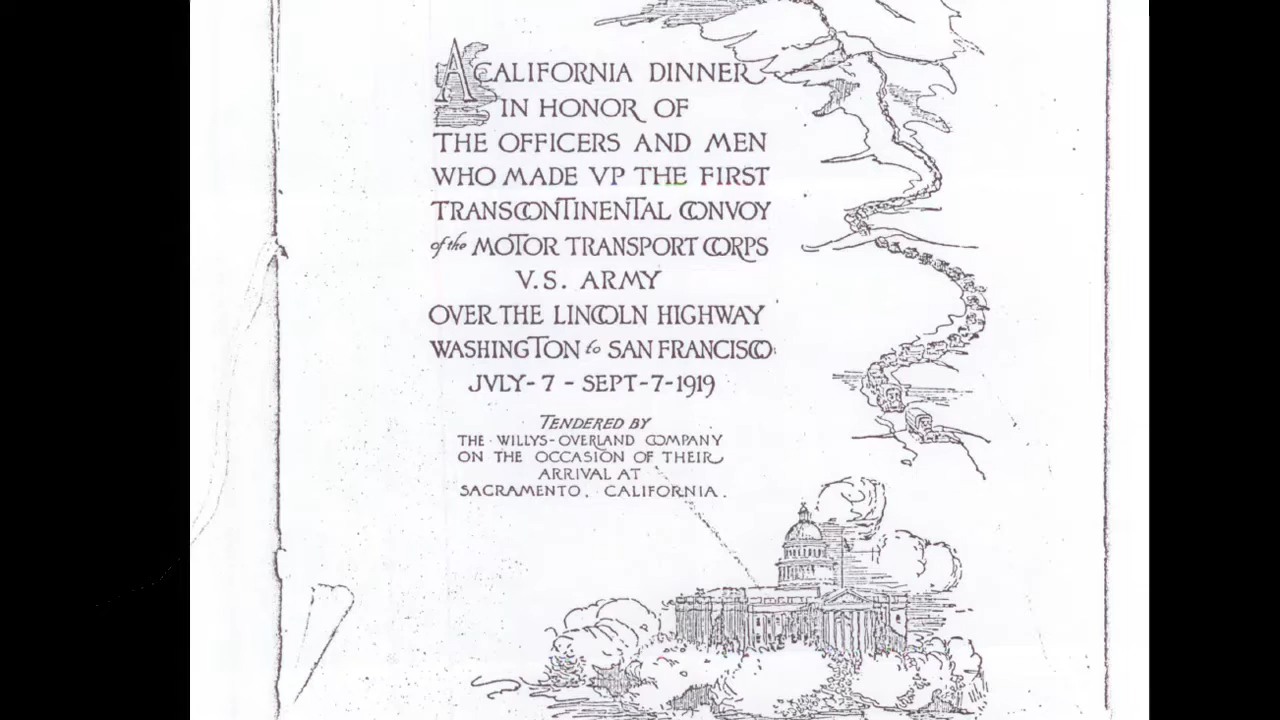 A CALIFORNIA DINNER
IN HONOR OF
THE OFFICERS AND MEN
WHO MADE VP THE FIRST
TRANSCONTINENTAL CONVOY
of the MOTOR TRANSPORT CORPS
V.S. ARMY
OVER THE LINCOLN HIGHWAY
WASHINGTON to SAN FRANCISCO
JVLY-7-SEPT-7-1919
TENDERED BY
THE WILLYS-OVERLAND COMPANY
ON THE OCCASION OF THEIR
ARRIVAL AT
SACRAMENTO, CALIFORNIA.